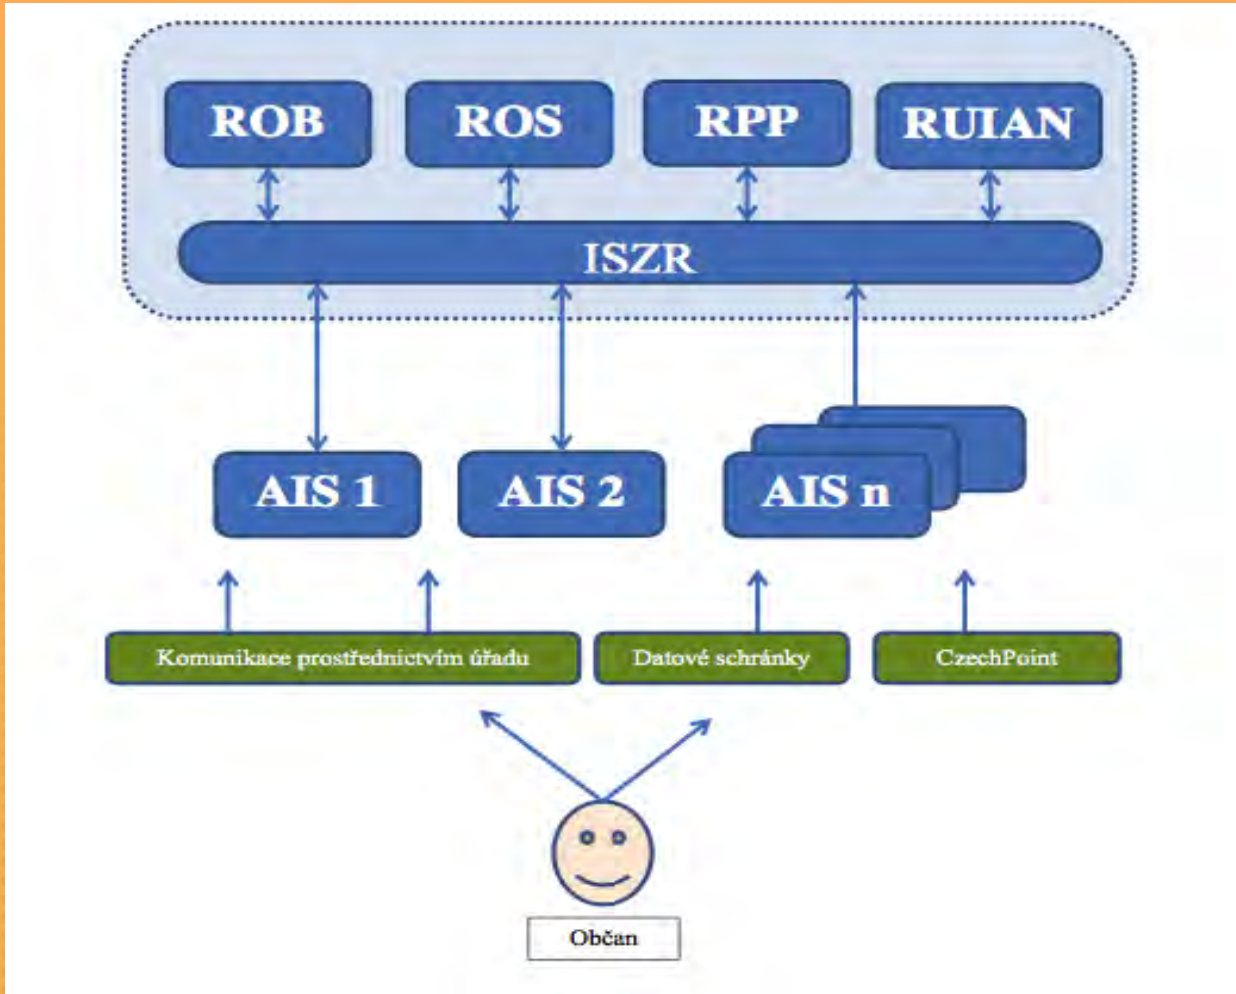 ROB
ROS
RPP
RUIAN
ISZR
AIS 1
AIS 2
AIS n
Komunikace prostřednictvím úřadu
Datové schránky
CzechPoint
Občan